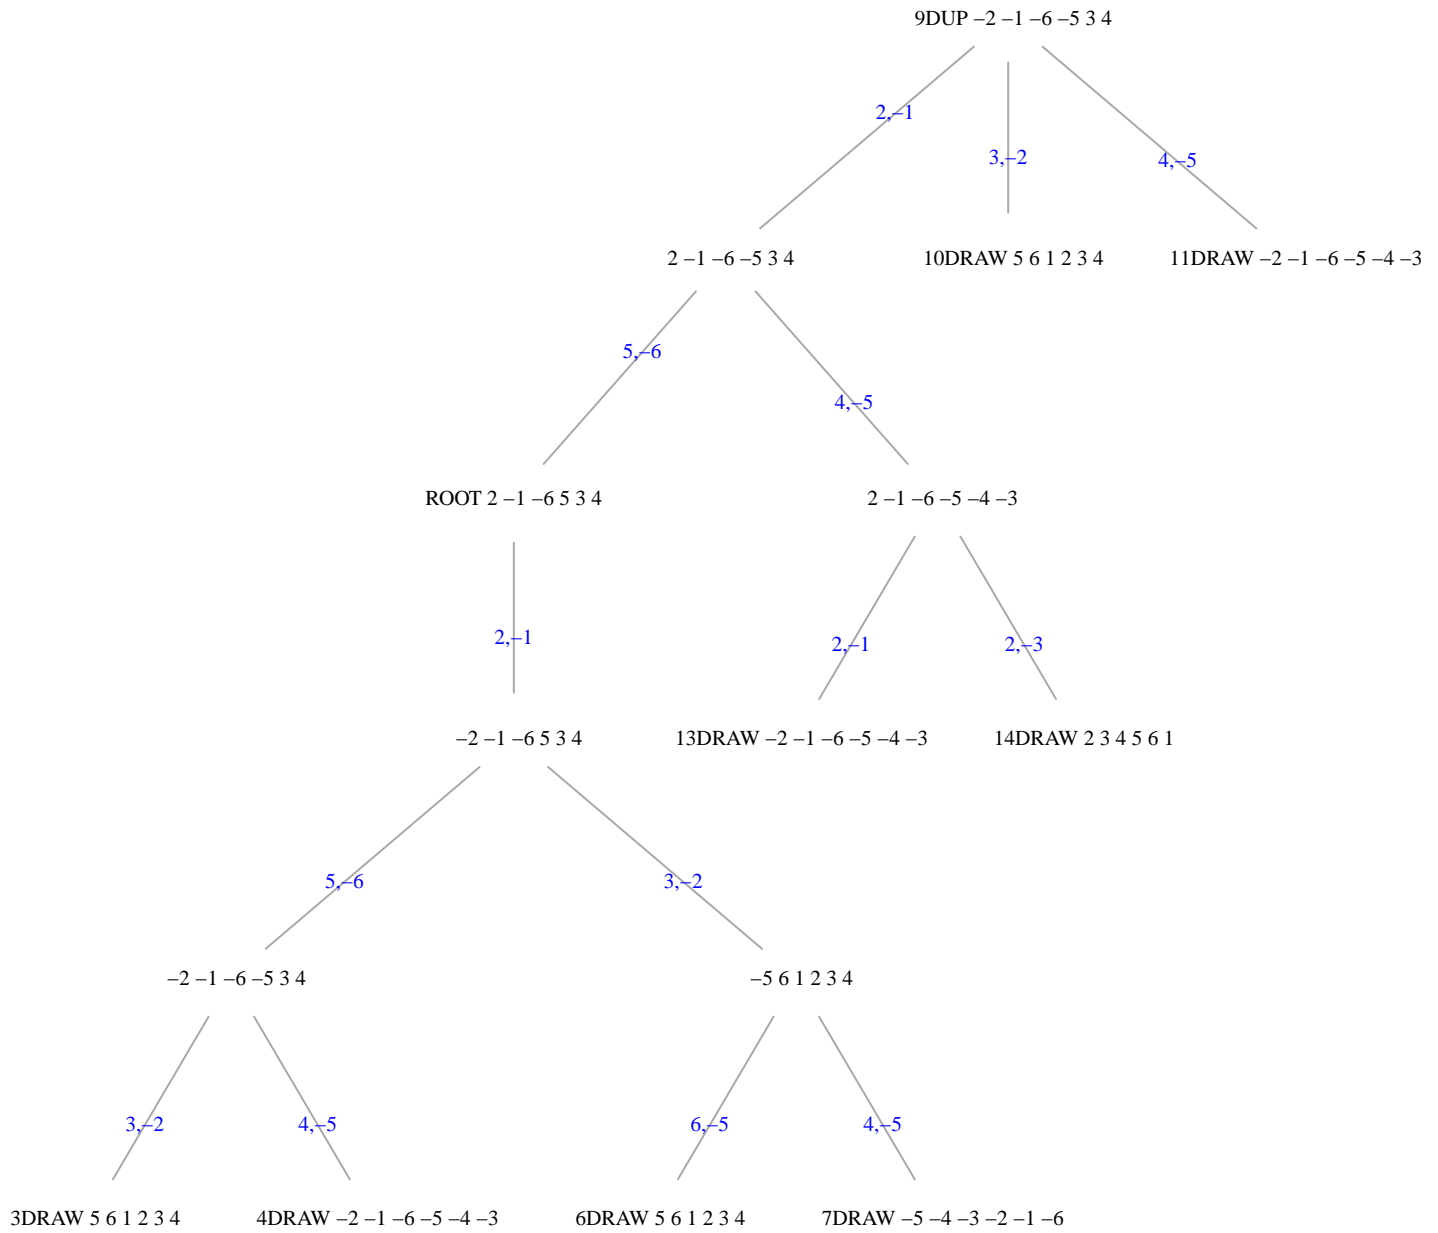 9DUP –2 –1 –6 –5 3 4
2,–1
3,–2
4,–5
2 –1 –6 –5 3 4
10DRAW 5 6 1 2 3 4
11DRAW –2 –1 –6 –5 –4 –3
5,–6
4,–5
ROOT 2 –1 –6 5 3 4
2 –1 –6 –5 –4 –3
2,–1
2,–1
2,–3
–2 –1 –6 5 3 4
13DRAW –2 –1 –6 –5 –4 –3
14DRAW 2 3 4 5 6 1
5,–6
3,–2
–2 –1 –6 –5 3 4
–5 6 1 2 3 4
3,–2
4,–5
6,–5
4,–5
3DRAW 5 6 1 2 3 4
4DRAW –2 –1 –6 –5 –4 –3
6DRAW 5 6 1 2 3 4
7DRAW –5 –4 –3 –2 –1 –6